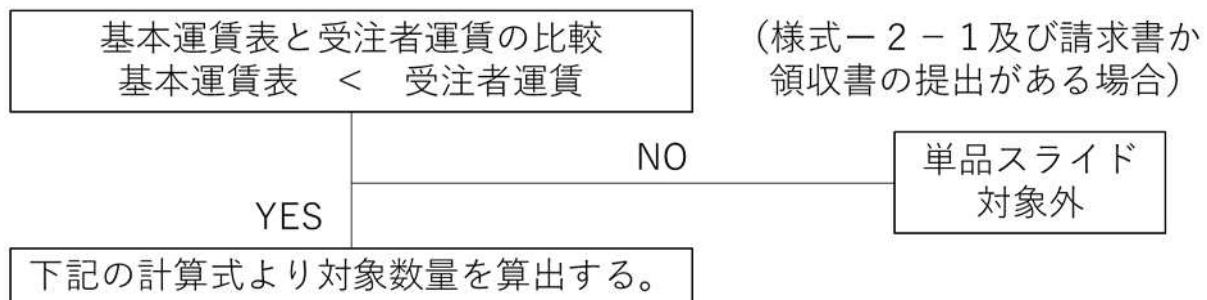 基本運賃表と受注者運賃の比較
基本運賃表　＜　受注者運賃
（様式ー２－１及び請求書か
領収書の提出がある場合）
NO
単品スライド
対象外
YES
下記の計算式より対象数量を算出する。